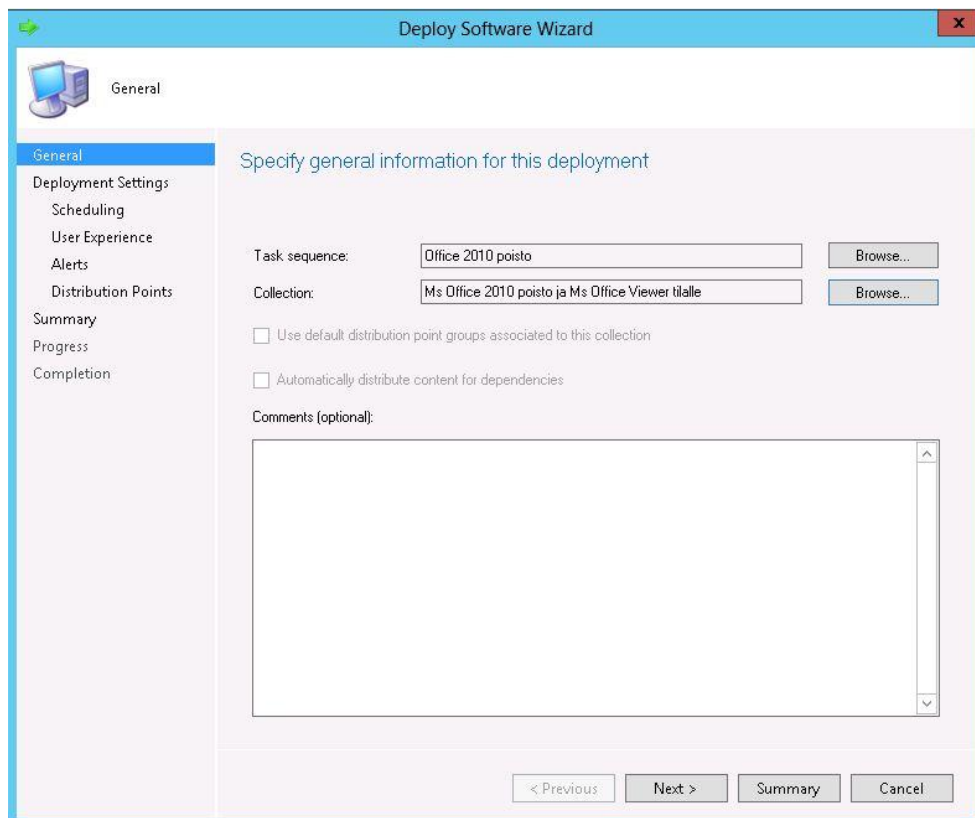 Deploy Software Wizard
x
General
General
Deployment Settings
Scheduling
User Experience
Alerts
Distribution Points
Summary
Progress
Completion
Specify general information for this deployment
Task sequence: Office 2010 poisto Browse...
Collection: Ms Office 2010 poisto ja Ms Office Viewer tilalle Browse...
Use default distribution point groups associated to this collection
Automatically distribute content for dependencies
Comments (optional):
< Previous Next > Summary Cancel